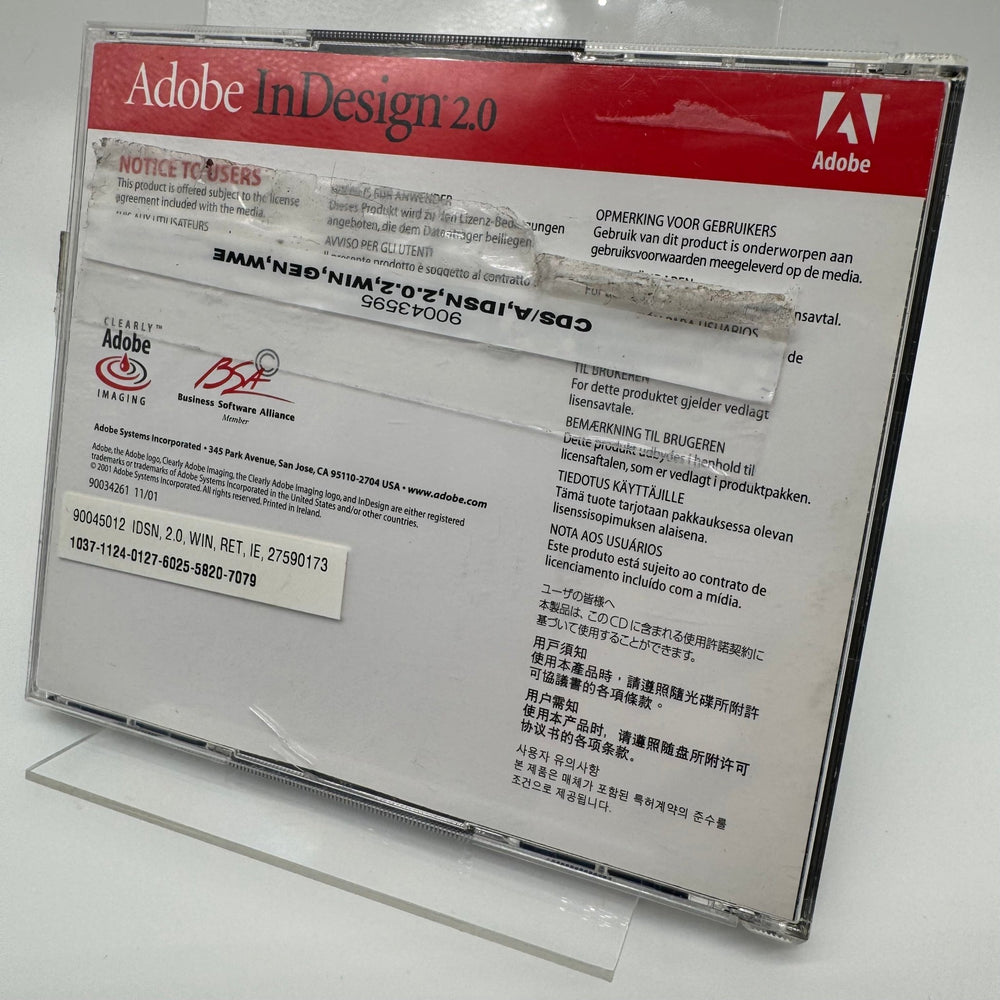 Adobe InDesign® 2.0
Adobe
NOTICE TO USERS
This product is offered subject to the license
agreement included with the media.
AUX UTILISATEURS
FÜR ANWENDER
Dieses Produkt wird zu den Lizenz-Bedingungen
angeboten, die dem Datenträger beiliegen
AVVISO PER GLI UTENTI
Il presente prodotto è soggetto al contratto
OPMERKING VOOR GEBRUIKERS
Gebruik van dit product is onderworpen aan
gebruiksvoorwaarden meegeleverd op de media.
USUARIOS
de
CDS/A,IDSN,2.0.2,WIN,GEN,WWE
90043595
TIL BRUKEREN
For dette produktet gjelder vedlagt
lisensavtale.
BEMÆRKNING TIL BRUGEREN
Dette produkt udbydes i henhold til
licensaftalen, som er vedlagt i produktpakken.
TIEDOTUS KÄYTTÄJILLE
Tämä tuote tarjotaan pakkauksessa olevan
lisenssisopimuksen alaisena.
NOTA AOS USUÁRIOS
Este produto está sujeito ao contrato de
licenciamento incluído com a mídia.
ユーザの皆様へ
本製品は、このCDに含まれる使用許諾契約に
基づいて使用することができます。
用戶須知
使用本產品時，請遵照隨光碟所附許
可協議書的各項條款。
用户需知
使用本产品时，请遵照随盘所附许可
协议书的各项条款。
사용자 유의사항
본 제품은 매체가 포함된 특허계약의 준수를
조건으로 제공됩니다.
CLEARLY™
Adobe
IMAGING
BSA ©
Business Software Alliance
Member
Adobe Systems Incorporated • 345 Park Avenue, San Jose, CA 95110-2704 USA • www.adobe.com
Adobe, the Adobe logo, Clearly Adobe Imaging, the Clearly Adobe Imaging logo, and InDesign are either registered
trademarks or trademarks of Adobe Systems Incorporated in the United States and/or other countries.
© 2001 Adobe Systems Incorporated. All rights reserved. Printed in Ireland.
90034261 11/01
90045012 IDSN, 2.0, WIN, RET, IE, 27590173
1037-1124-0127-6025-5820-7079